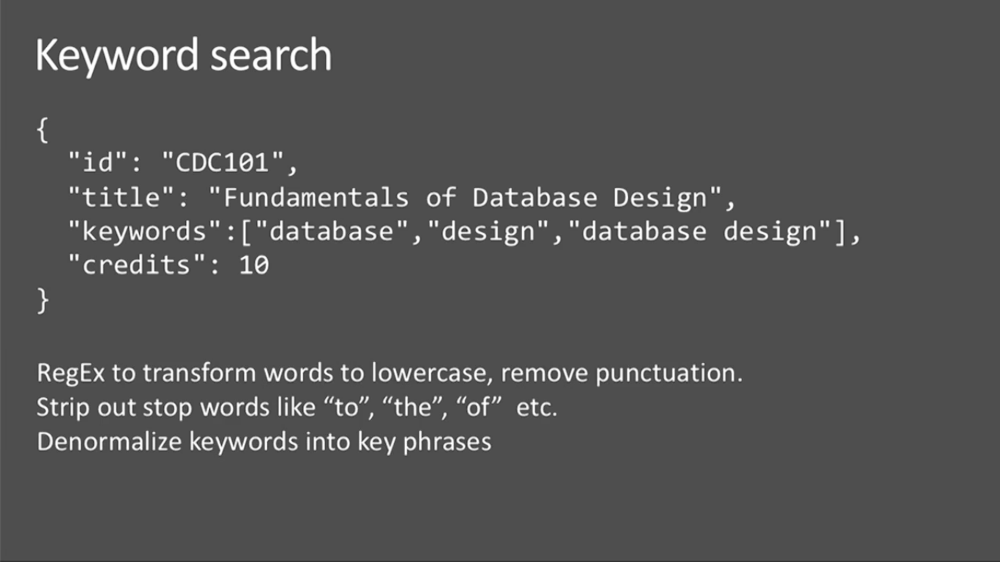 Keyword search
{
"id": "CDC101",
"title": "Fundamentals of Database Design",
"keywords":["database","design","database design"],
"credits": 10
}
RegEx to transform words to lowercase, remove punctuation.
Strip out stop words like “to”, “the”, “of”  etc.
Denormalize keywords into key phrases